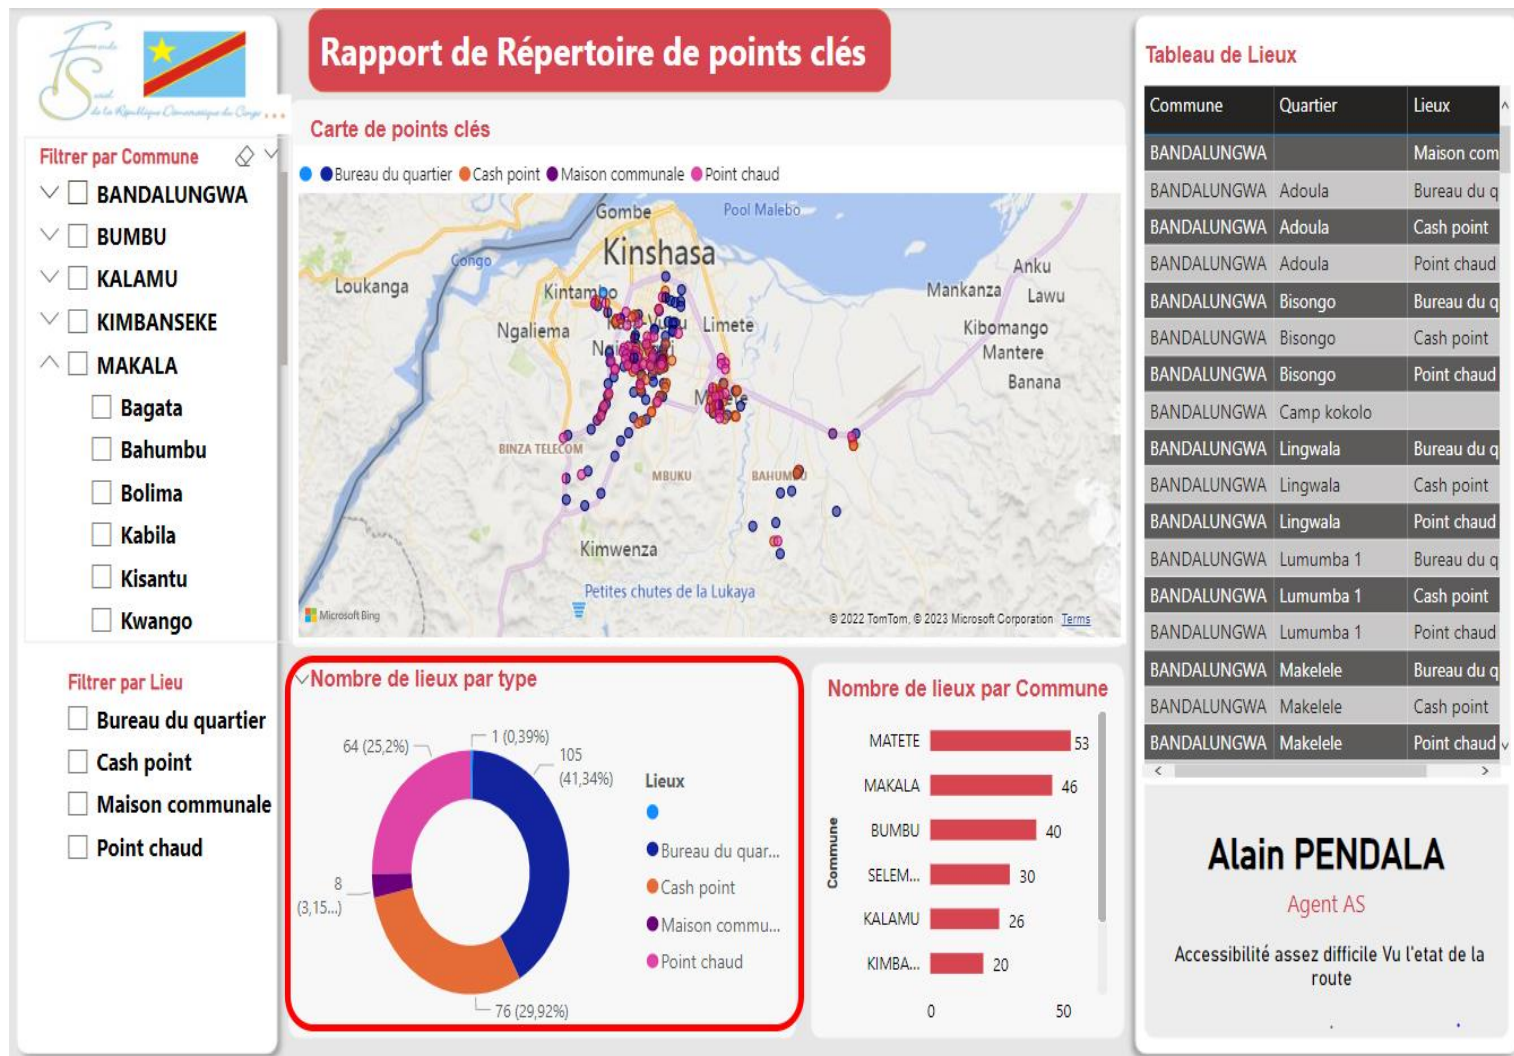 Fonds
Social
de la République Démocratique du Congo
Rapport de Répertoire de points clés
Filtrer par Commune
BANDALUNGWA
BUMBU
KALAMU
KIMBANSEKE
MAKALA
Bagata
Bahumbu
Bolima
Kabila
Kisantu
Kwango
Filtrer par Lieu
Bureau du quartier
Cash point
Maison communale
Point chaud
Carte de points clés
Bureau du quartier Cash point Maison communale Point chaud
Gombe
Pool Malebo
Kinshasa
Congo
Loukanga
Kintambo
Anku
Mankanza
Lawu
Ngaliema
Limete
Kibomango
Mantere
Banana
BINZA TELECOM
MBUKU
Kimwenza
Petites chutes de la Lukaya
Microsoft Bing
© 2022 TomTom, © 2023 Microsoft Corporation Terms
Nombre de lieux par type
64 (25,2%)
1 (0,39%)
105
(41,34%)
8
(3,15...)
76 (29,92%)
Lieux
Bureau du quar...
Cash point
Maison commu...
Point chaud
Nombre de lieux par Commune
Commune
MATETE 53
MAKALA 46
BUMBU 40
SELEM... 30
KALAMU 26
KIMBA... 20
0 50
Tableau de Lieux
Commune Quartier Lieux
BANDALUNGWA Maison com
BANDALUNGWA Adoula Bureau du q
BANDALUNGWA Adoula Cash point
BANDALUNGWA Adoula Point chaud
BANDALUNGWA Bisongo Bureau du q
BANDALUNGWA Bisongo Cash point
BANDALUNGWA Bisongo Point chaud
BANDALUNGWA Camp kokolo
BANDALUNGWA Lingwala Bureau du q
BANDALUNGWA Lingwala Cash point
BANDALUNGWA Lingwala Point chaud
BANDALUNGWA Lumumba 1 Bureau du q
BANDALUNGWA Lumumba 1 Cash point
BANDALUNGWA Lumumba 1 Point chaud
BANDALUNGWA Makelele Bureau du q
BANDALUNGWA Makelele Cash point
BANDALUNGWA Makelele Point chaud
Alain PENDALA
Agent AS
Accessibilité assez difficile Vu l'etat de la
route